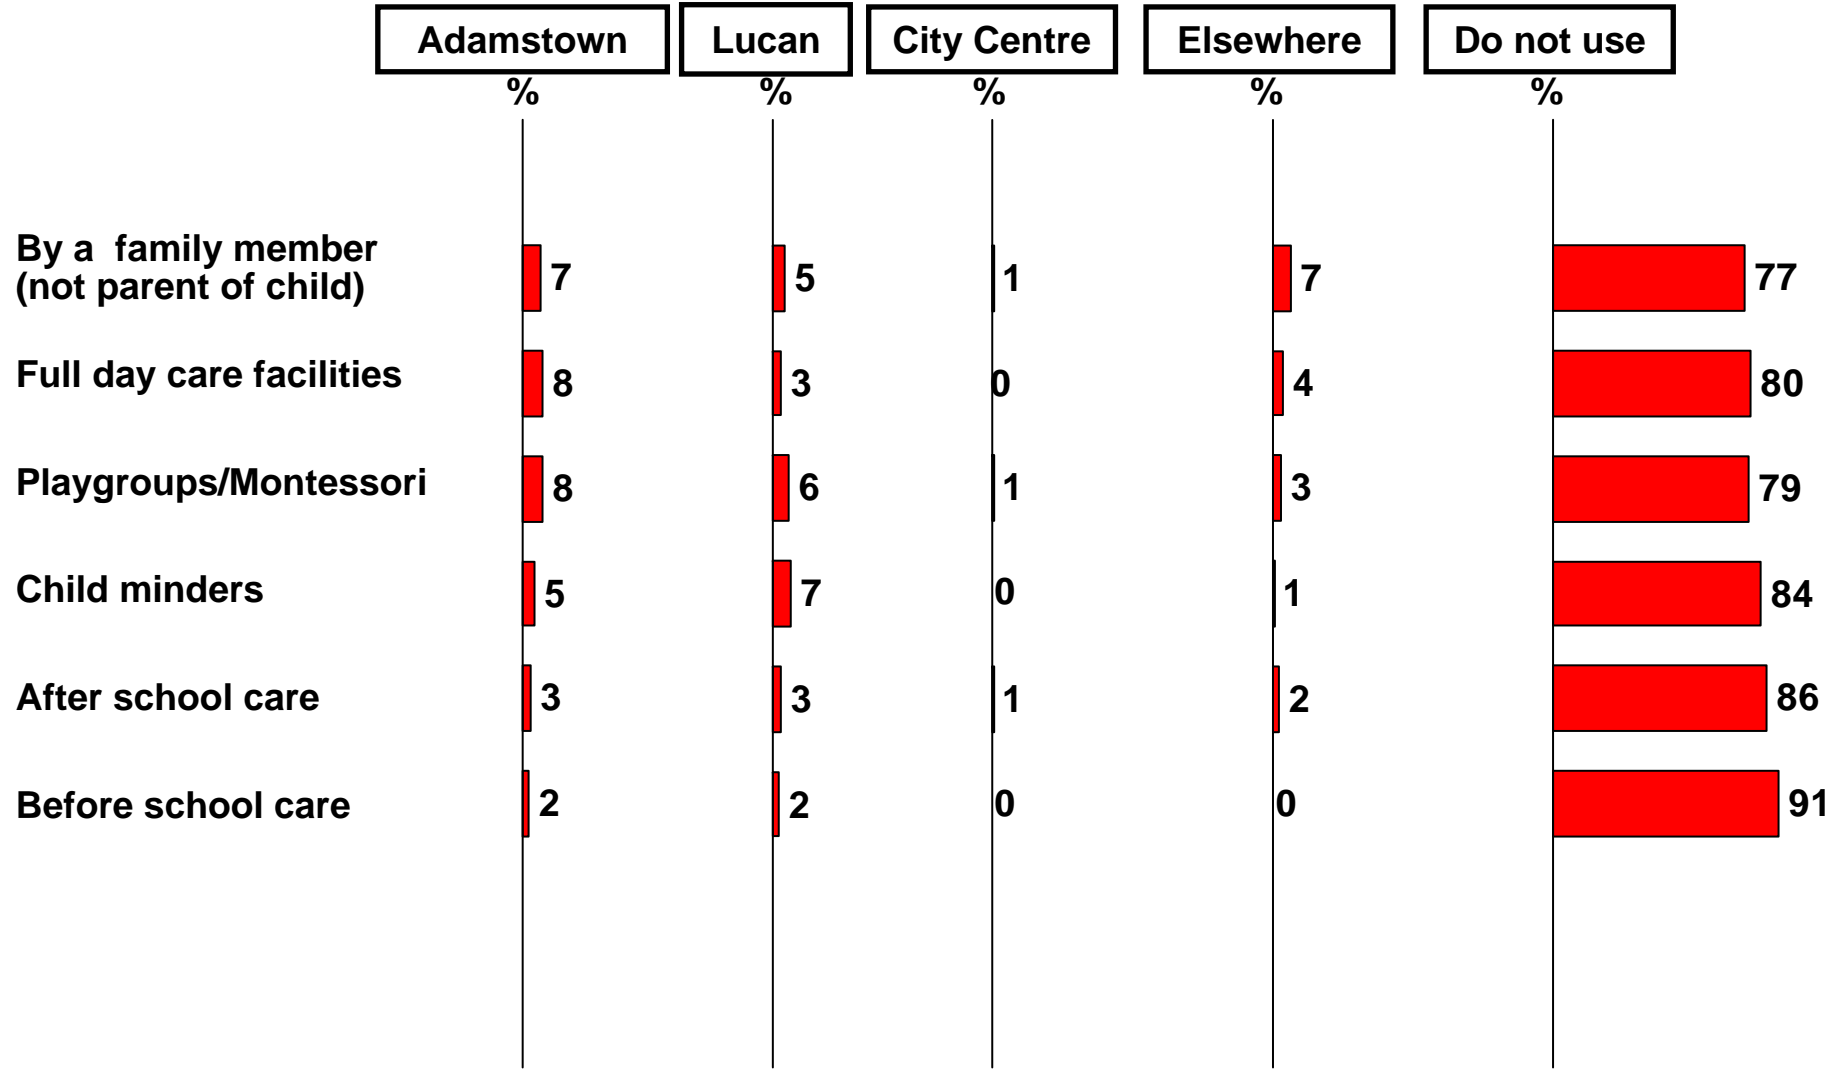 Adamstown Lucan City Centre Elsewhere Do not use
% % % % %
By a family member
(not parent of child) 7 5 1 7 77
Full day care facilities 8 3 0 4 80
Playgroups/Montessori 8 6 1 3 79
Child minders 5 7 0 1 84
After school care 3 3 1 2 86
Before school care 2 2 0 0 91